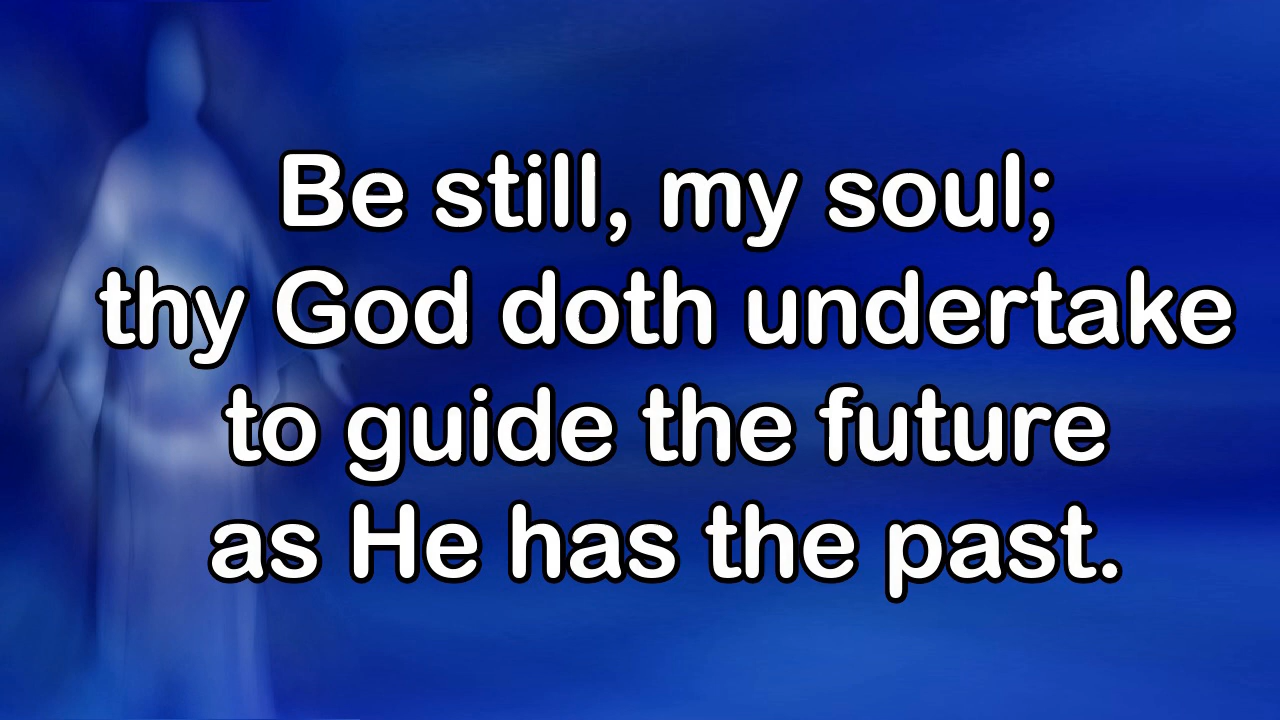 Be still, my soul;
thy God doth undertake
to guide the future
as He has the past.